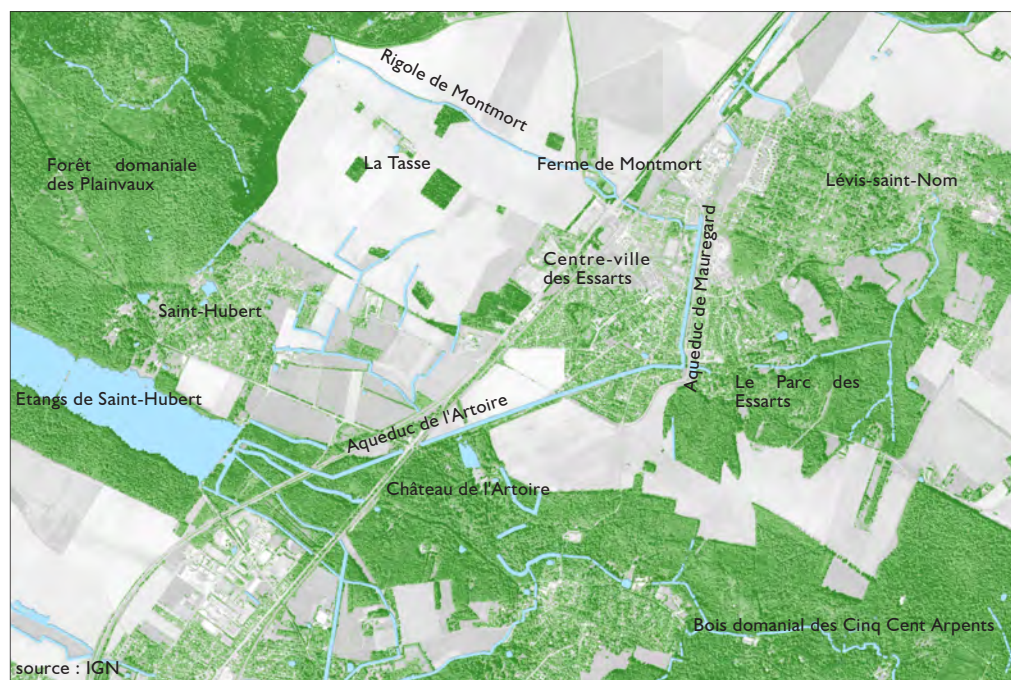 Rigole de Montmort
Forêt domaniale
des Plainvaux
La Tasse
Ferme de Montmort
Lévis-saint-Nom
Aqueduc de Mauregard
Centre-ville
des Essarts
Saint-Hubert
Etangs de Saint-Hubert
Aqueduc de l'Artoire
Le Parc des
Essarts
Château de l'Artoire
Bois domanial des Cinq Cent Arpents
source : IGN